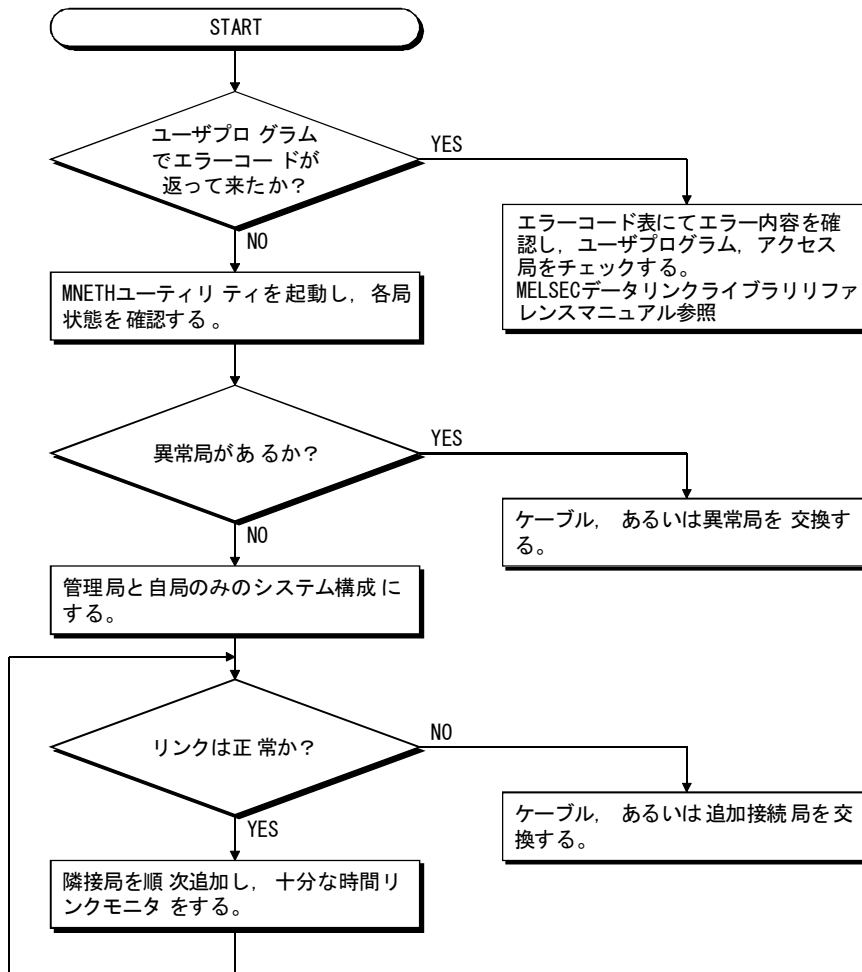 START
ユーザプログラム
でエラーコードが
返って来たか？
YES
NO
エラーコード表にてエラー内容を確
認し，ユーザプログラム，アクセス
局をチェックする。
MELSECデータリンクライブラリリファ
レンスマニュアル参照
MNETHユーティリティを起動し，各局
状態を確認する。
異常局があるか？
YES
NO
ケーブル，あるいは異常局を交換す
る。
管理局と自局のみのシステム構成に
する。
リンクは正常か？
NO
YES
ケーブル，あるいは追加接続局を交
換する。
隣接局を順次追加し，十分な時間リ
ンクモニタをする。